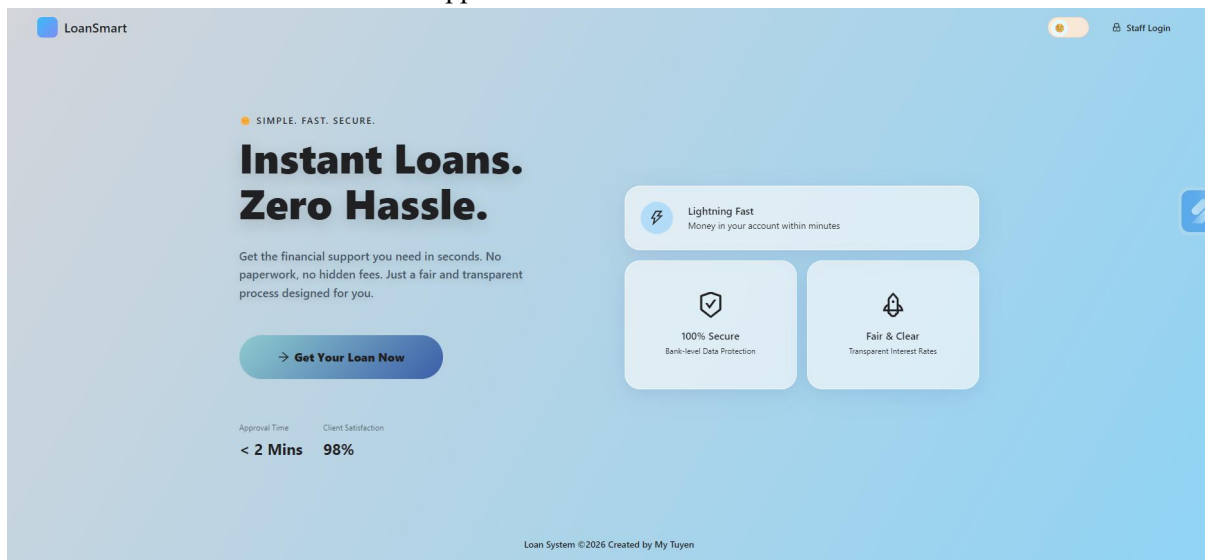 LoanSmart
Staff Login
SIMPLE. FAST. SECURE.
Instant Loans.
Zero Hassle.
Get the financial support you need in seconds. No
paperwork, no hidden fees. Just a fair and transparent
process designed for you.
Get Your Loan Now
Approval Time
< 2 Mins
Client Satisfaction
98%
Lightning Fast
Money in your account within minutes
100% Secure
Bank-level Data Protection
Fair & Clear
Transparent Interest Rates
Loan System ©2026 Created by My Tuyen